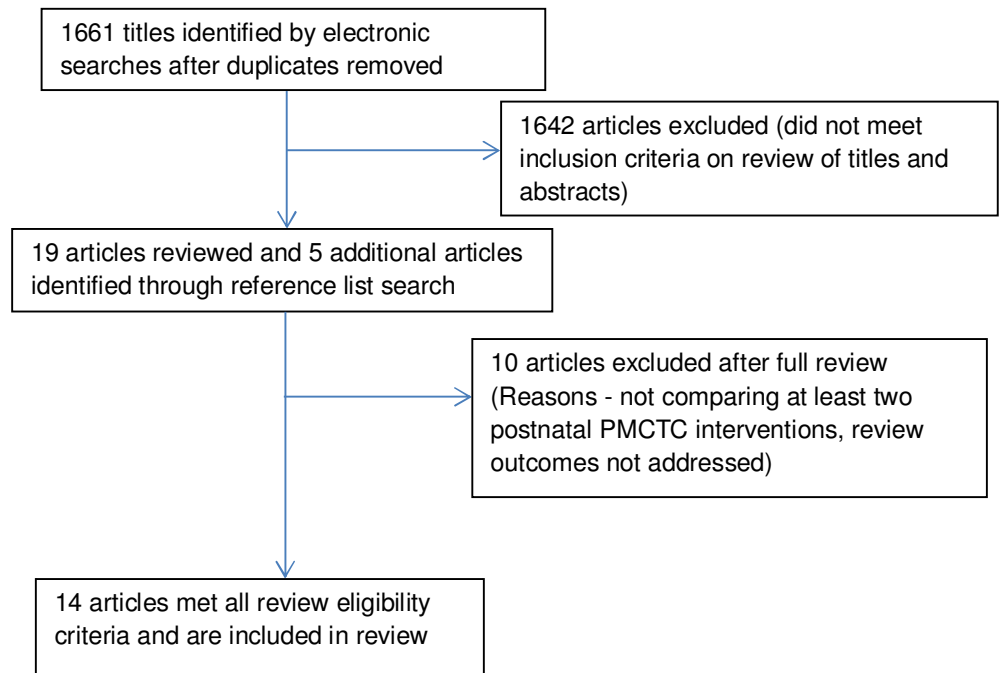 1661 titles identified by electronic
searches after duplicates removed
1642 articles excluded (did not meet
inclusion criteria on review of titles and
abstracts)
19 articles reviewed and 5 additional articles
identified through reference list search
10 articles excluded after full review
(Reasons - not comparing at least two
postnatal PMCTC interventions, review
outcomes not addressed)
14 articles met all review eligibility
criteria and are included in review